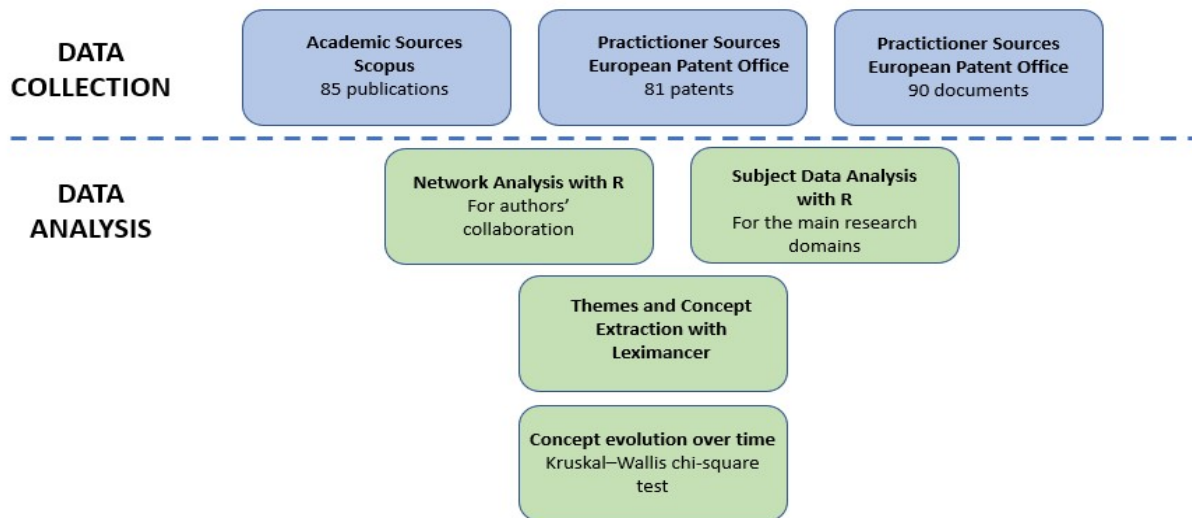 DATA
COLLECTION
Academic Sources
Scopus
85 publications
Practictioner Sources
European Patent Office
81 patents
Practictioner Sources
European Patent Office
90 documents
DATA
ANALYSIS
Network Analysis with R
For authors’
collaboration
Subject Data Analysis
with R
For the main research
domains
Themes and Concept
Extraction with
Leximancer
Concept evolution over time
Kruskal–Wallis chi-square
test